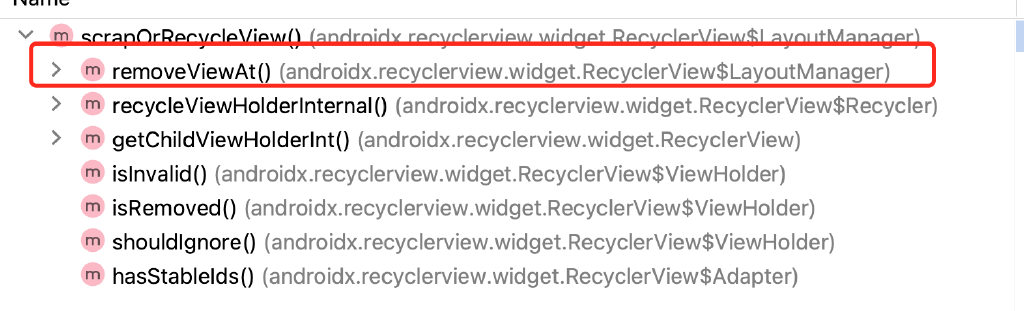 Name
m scrapOrRecycleView() (androidx.recyclerview.widget.RecyclerView$LayoutManager)
m removeViewAt() (androidx.recyclerview.widget.RecyclerView$LayoutManager)
m recycleViewHolderInternal() (androidx.recyclerview.widget.RecyclerView$Recycler)
m getChildViewHolderInt() (androidx.recyclerview.widget.RecyclerView)
m isInvalid() (androidx.recyclerview.widget.RecyclerView$ViewHolder)
m isRemoved() (androidx.recyclerview.widget.RecyclerView$ViewHolder)
m shouldIgnore() (androidx.recyclerview.widget.RecyclerView$ViewHolder)
m hasStableIds() (androidx.recyclerview.widget.RecyclerView$Adapter)